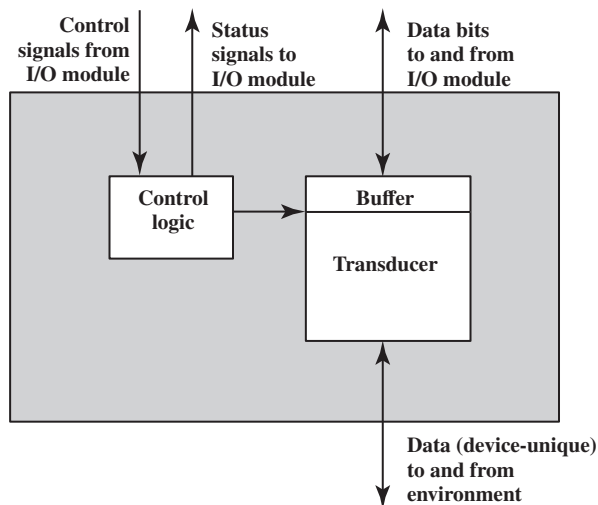 Control
signals from
I/O module
Status
signals to
I/O module
Data bits
to and from
I/O module
Control
logic
Buffer
Transducer
Data (device-unique)
to and from
environment